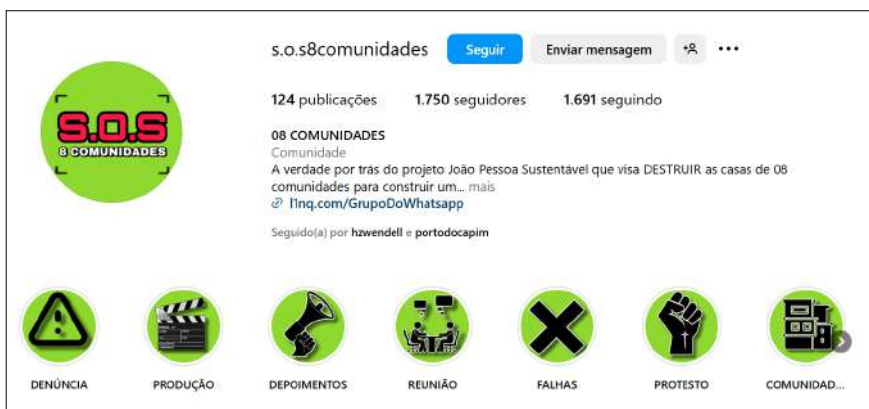 s.o.s8comunidades Seguir Enviar mensagem
124 publicações 1.750 seguidores 1.691 seguindo
S.O.S
8 COMUNIDADES
08 COMUNIDADES
Comunidade
A verdade por trás do projeto João Pessoa Sustentável que visa DESTRUIR as casas de 08
comunidades para construir um... mais
l1nq.com/GrupoDoWhatsapp
Seguido(a) por hzwendell e portodocapim
DENÚNCIA PRODUÇÃO DEPOIMENTOS REUNIÃO FALHAS PROTESTO COMUNIDAD...